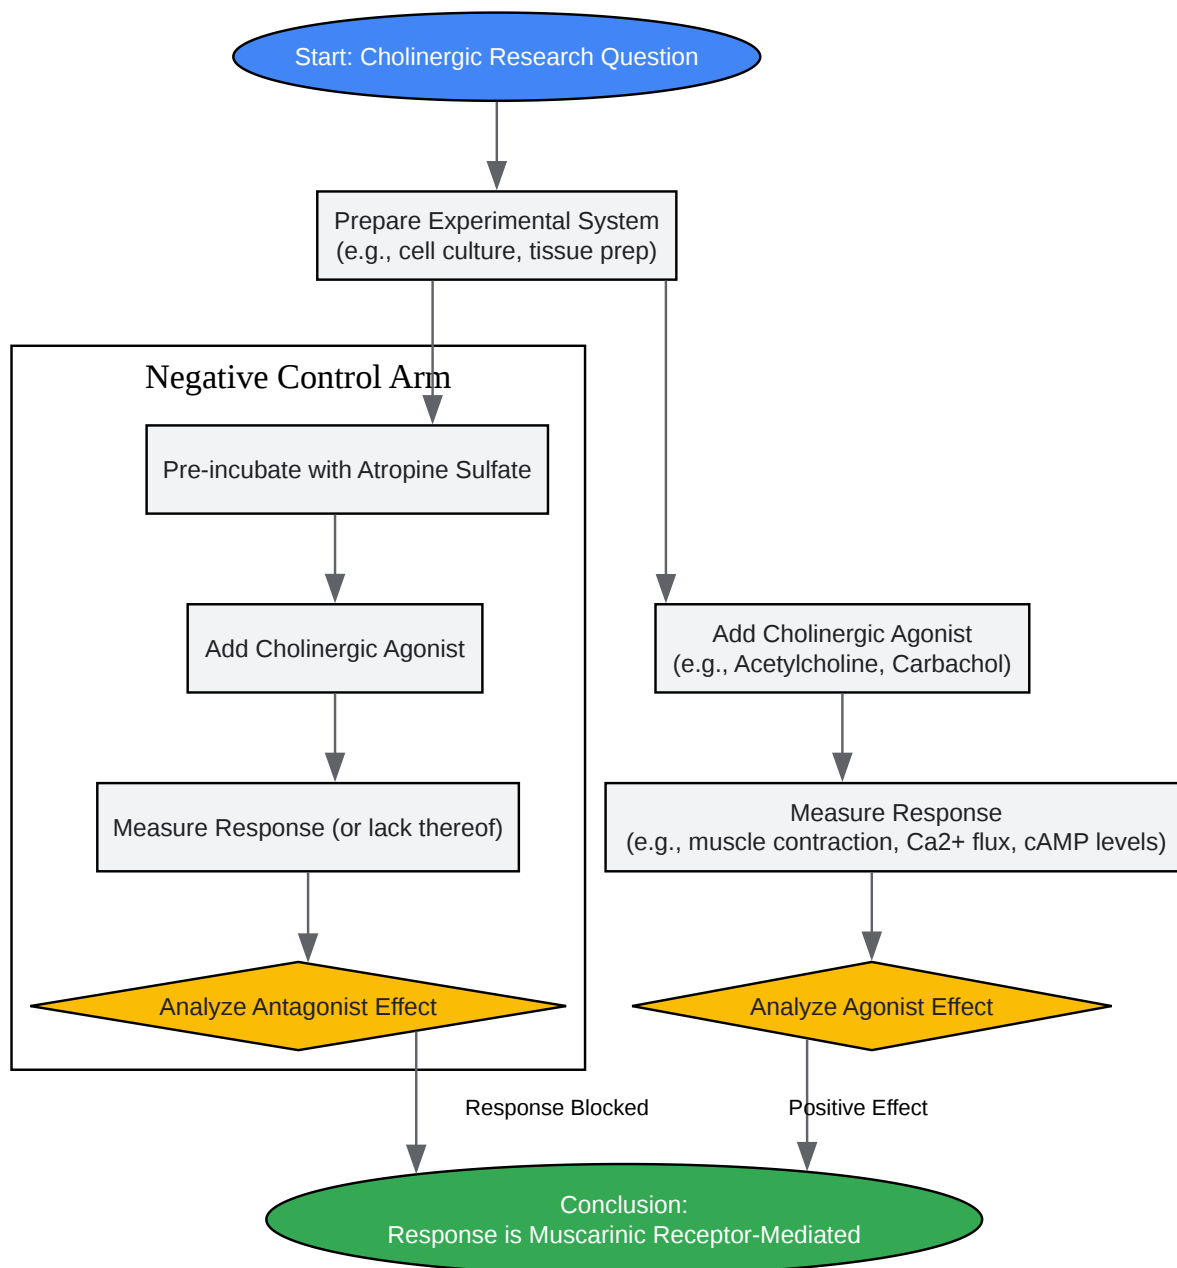 Start: Cholinergic Research Question
Prepare Experimental System
(e.g., cell culture, tissue prep)
Negative Control Arm
Pre-incubate with Atropine Sulfate
Add Cholinergic Agonist
Measure Response (or lack thereof)
Analyze Antagonist Effect
Add Cholinergic Agonist
(e.g., Acetylcholine, Carbachol)
Measure Response
(e.g., muscle contraction, Ca2+ flux, cAMP levels)
Analyze Agonist Effect
Response Blocked
Positive Effect
Conclusion:
Response is Muscarinic Receptor-Mediated